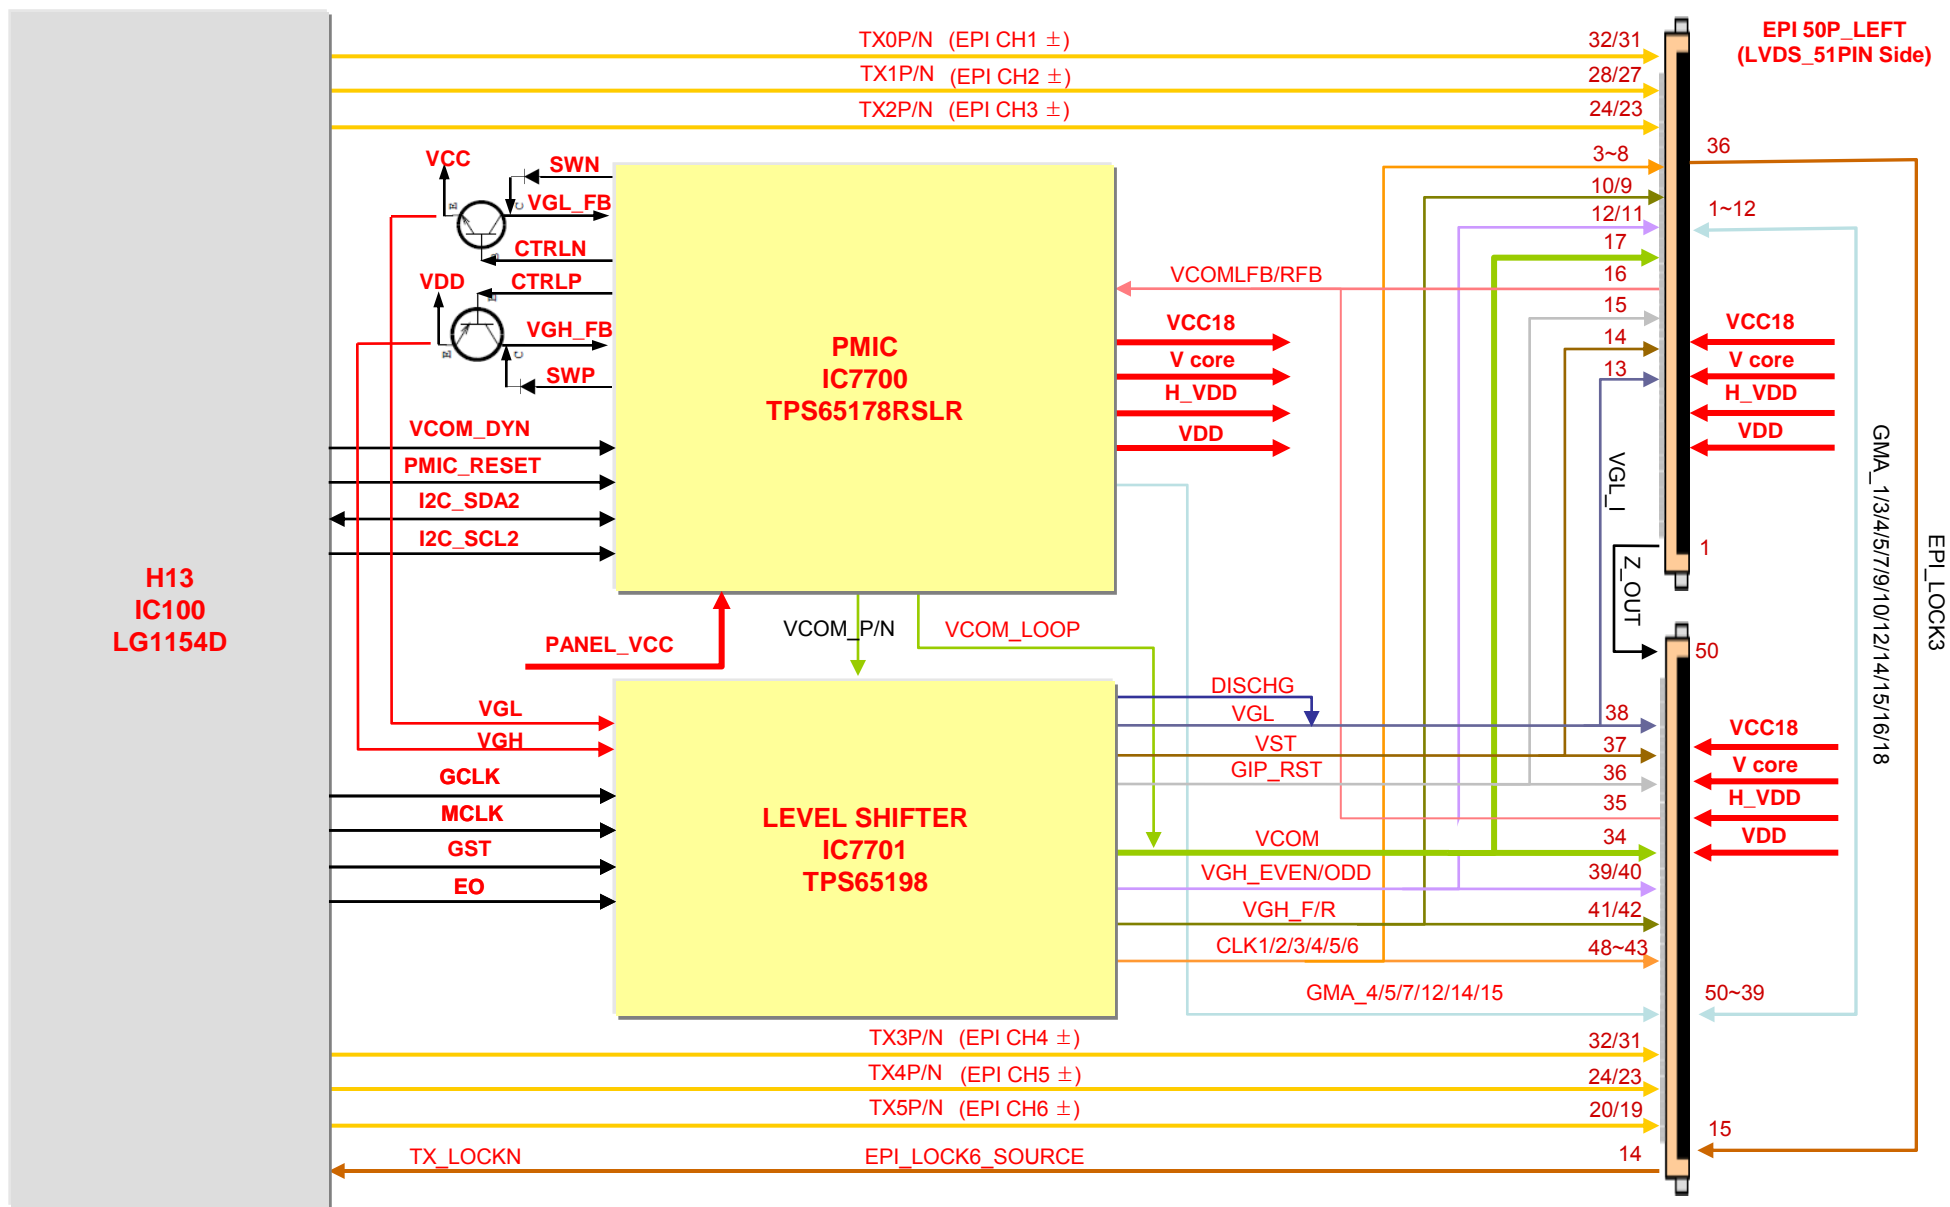 EPI 50P_LEFT
(LVDS_51PIN Side)
TX0P/N (EPI CH1 ±)
32/31
TX1P/N (EPI CH2 ±)
28/27
TX2P/N (EPI CH3 ±)
24/23
36
3~8
10/9
1~12
12/11
17
16
15
14
13
VCC
SWN
E
C
VGL_FB
CTRLN
B
VDD
CTRLP
B
VGH_FB
E
C
SWP
VCOMLFB/RFB
PMIC
IC7700
TPS65178RSLR
VCC18
V core
H_VDD
VDD
VCC18
V core
H_VDD
VDD
VCOM_DYN
PMIC_RESET
I2C_SDA2
I2C_SCL2
VGL_I
GMA_1/3/4/5/7/9/10/12/14/15/16/18
EPI_LOCK3
1
Z_OUT
50
H13
IC100
LG1154D
PANEL_VCC
VCOM_P/N
VCOM_LOOP
DISCHG
VGL
38
VST
37
GIP_RST
36
35
VCOM
34
VGH_EVEN/ODD
39/40
VGH_F/R
41/42
CLK1/2/3/4/5/6
48~43
GMA_4/5/7/12/14/15
50~39
VGL
VGH
GCLK
MCLK
GST
EO
LEVEL SHIFTER
IC7701
TPS65198
VCC18
V core
H_VDD
VDD
TX3P/N (EPI CH4 ±)
32/31
TX4P/N (EPI CH5 ±)
24/23
TX5P/N (EPI CH6 ±)
20/19
15
TX_LOCKN
EPI_LOCK6_SOURCE
14